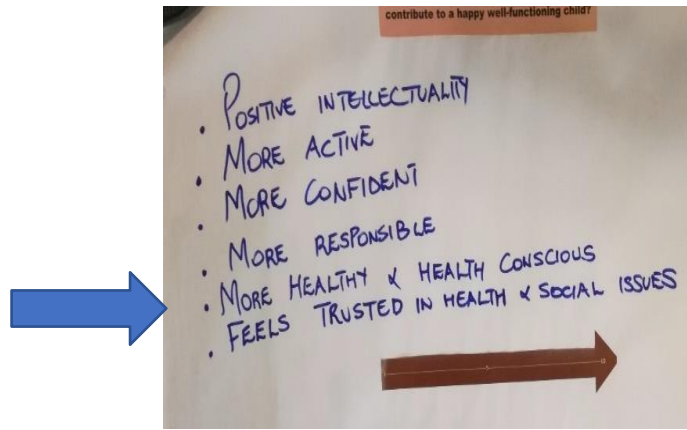 contribute to a happy well-functioning child?
. POSITIVE INTELLECTUALITY
. MORE ACTIVE
. MORE CONFIDENT
. MORE RESPONSIBLE
. MORE HEALTHY & HEALTH CONSCIOUS
. FEELS TRUSTED IN HEALTH & SOCIAL ISSUES